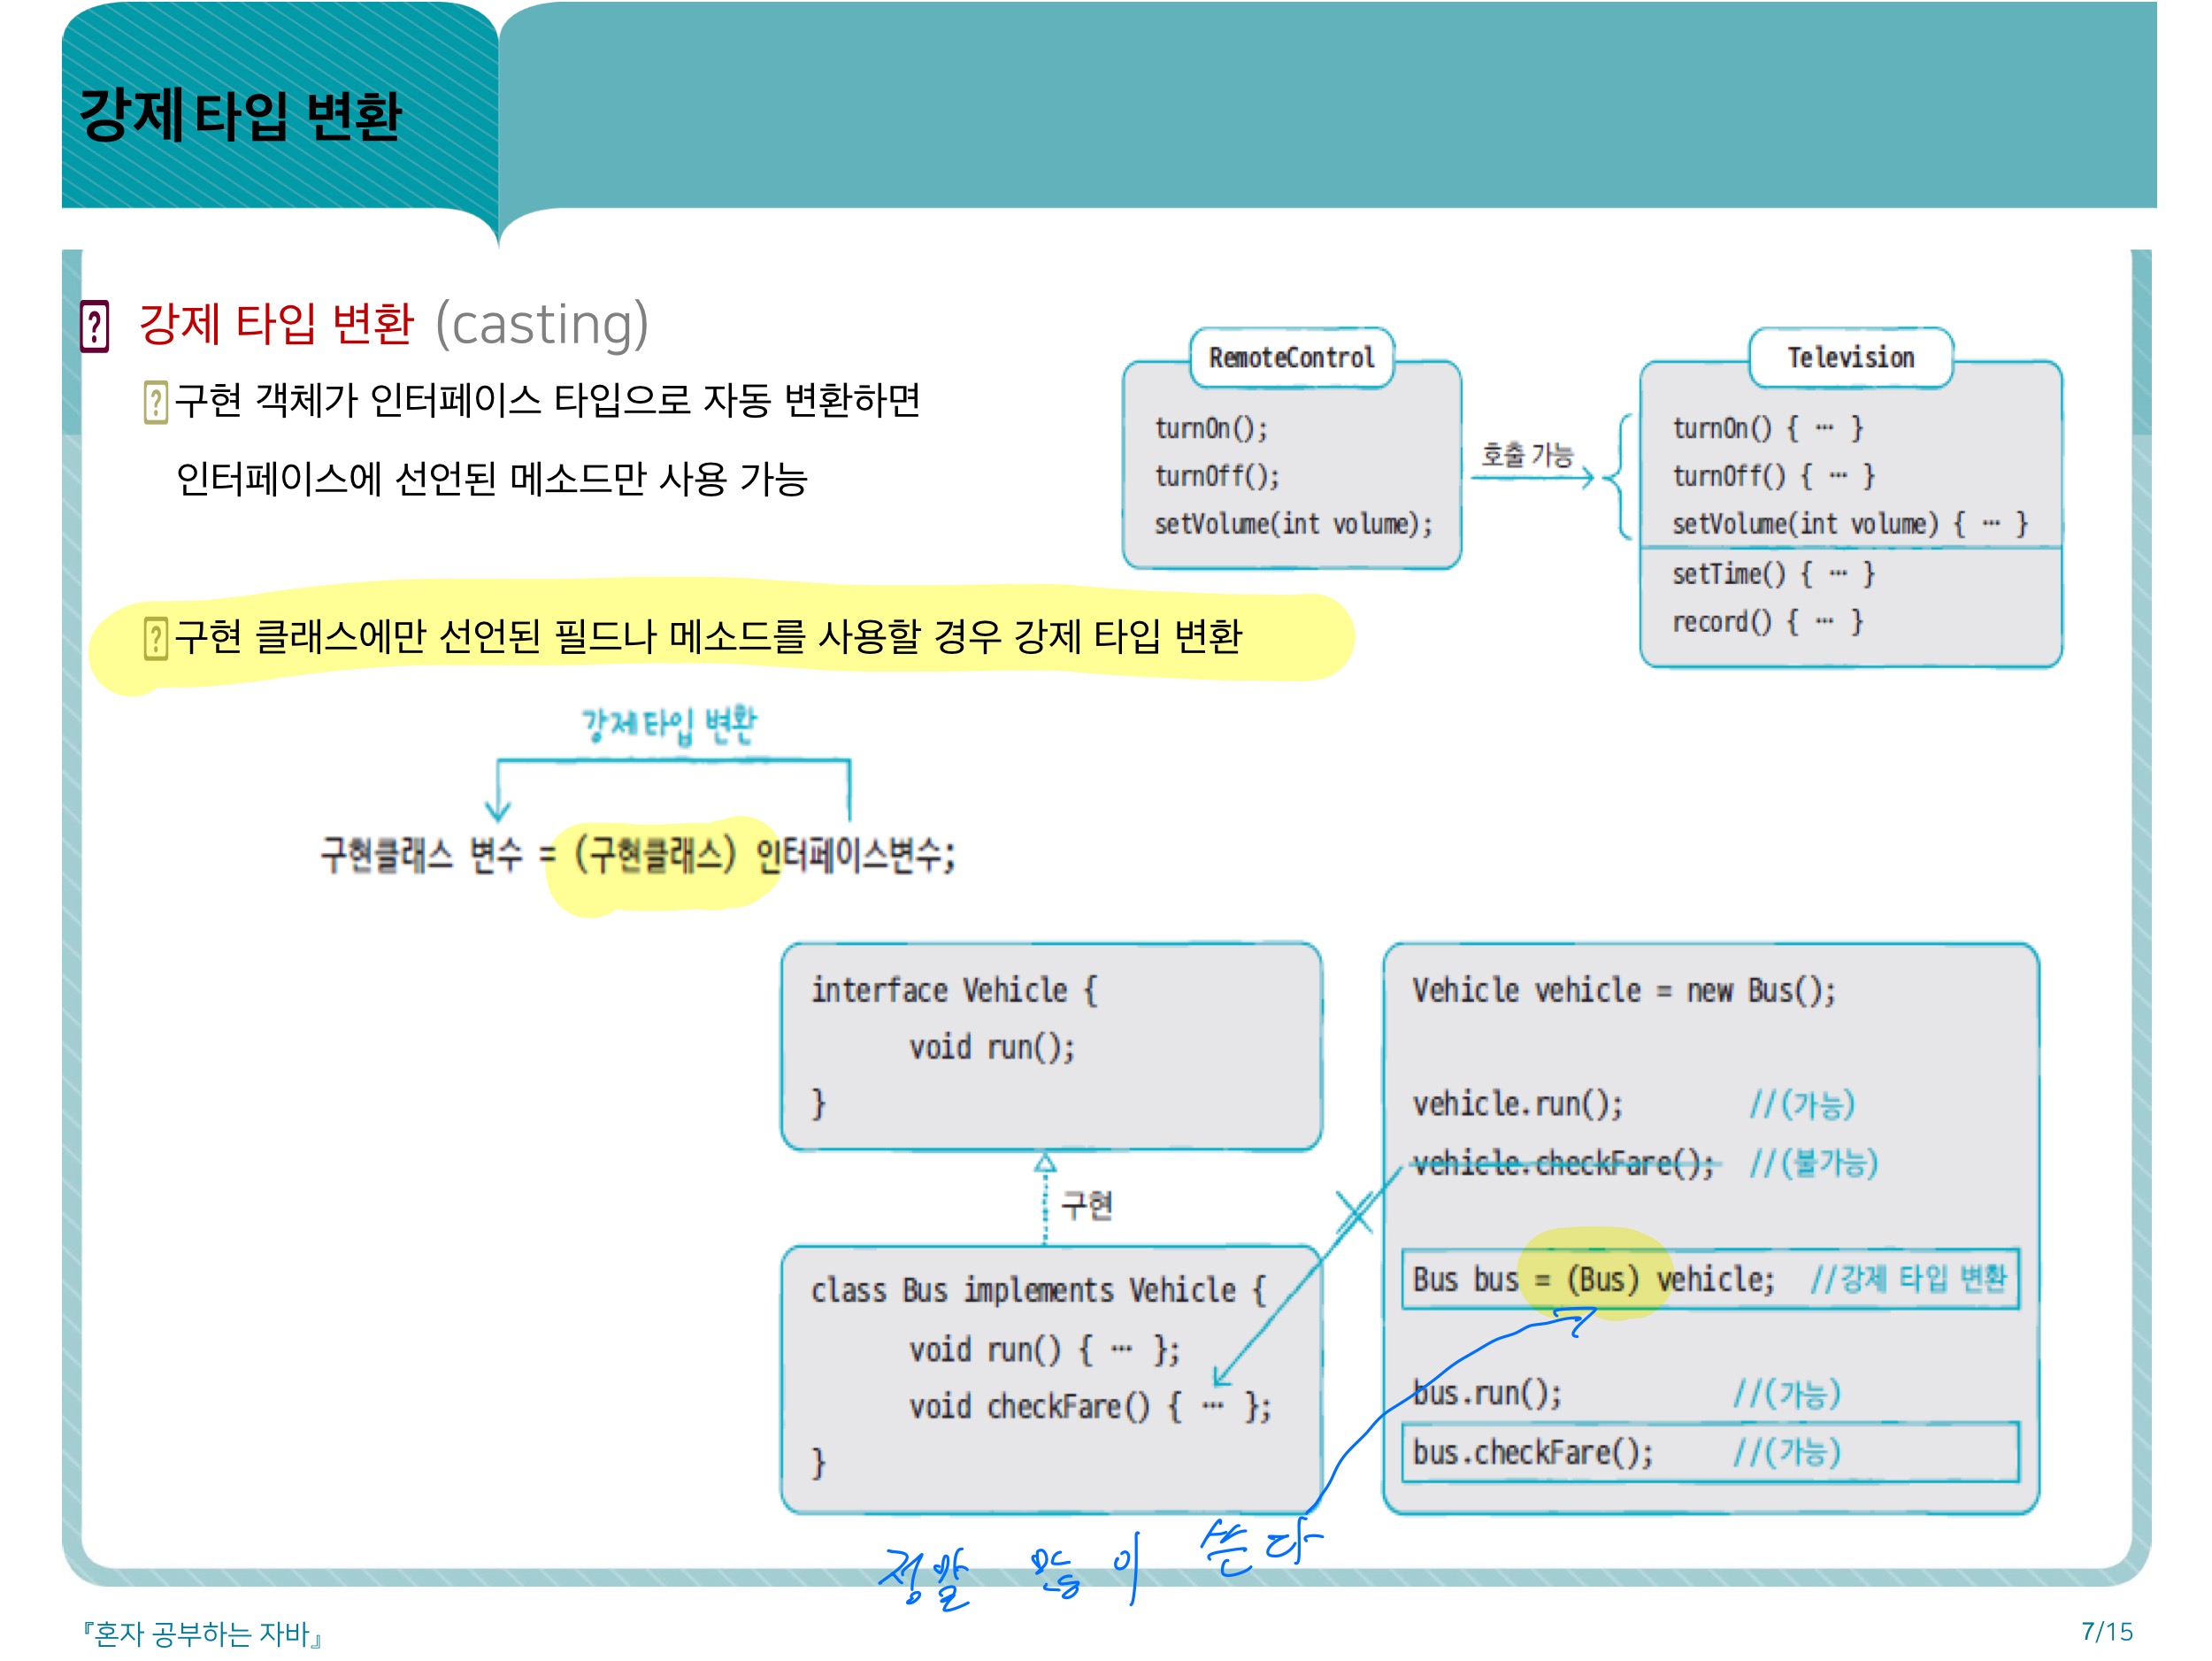 강제 타입 변환
강제 타입 변환 (casting)
구현 객체가 인터페이스 타입으로 자동 변환하면
인터페이스에 선언된 메소드만 사용 가능
RemoteControl
turnOn();
turnOff();
setVolume(int volume);
호출 가능
Television
turnOn() { … }
turnOff() { … }
setVolume(int volume) { … }
setTime() { … }
record() { … }
구현 클래스에만 선언된 필드나 메소드를 사용할 경우 강제 타입 변환
강제 타입 변환
구현클래스 변수 = (구현클래스) 인터페이스변수;
interface Vehicle {
void run();
}
구현
class Bus implements Vehicle {
void run() { … };
void checkFare() { … };
}
Vehicle vehicle = new Bus();
vehicle.run(); //(가능)
vehicle.checkFare(); //(불가능)
Bus bus = (Bus) vehicle; //강제 타입 변환
bus.run(); //(가능)
bus.checkFare(); //(가능)
정말 많이 쓴다
『혼자 공부하는 자바』
7/15